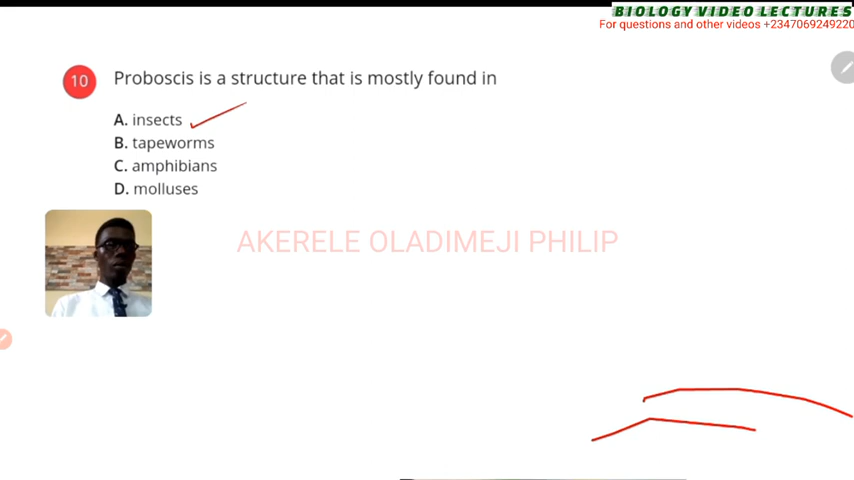 BIOLOGY VIDEO LECTURES
For questions and other videos +2347069249220
10 Proboscis is a structure that is mostly found in
A. insects
B. tapeworms
C. amphibians
D. molluses
AKERELE OLADIMEJI PHILIP